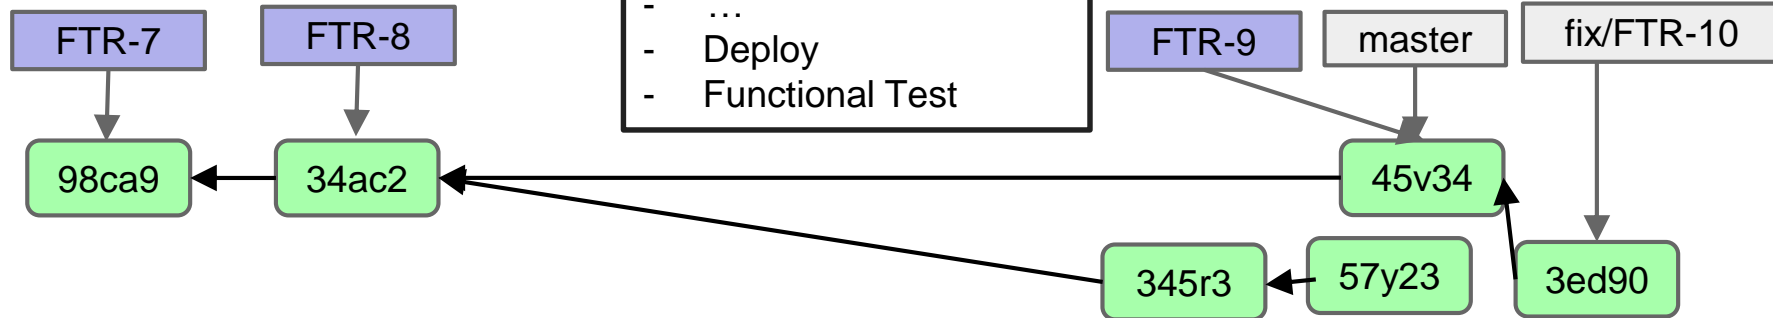 - …
- Deploy
- Functional Test
FTR-7
FTR-8
FTR-9
master
fix/FTR-10
98ca9
34ac2
45v34
345r3
57y23
3ed90